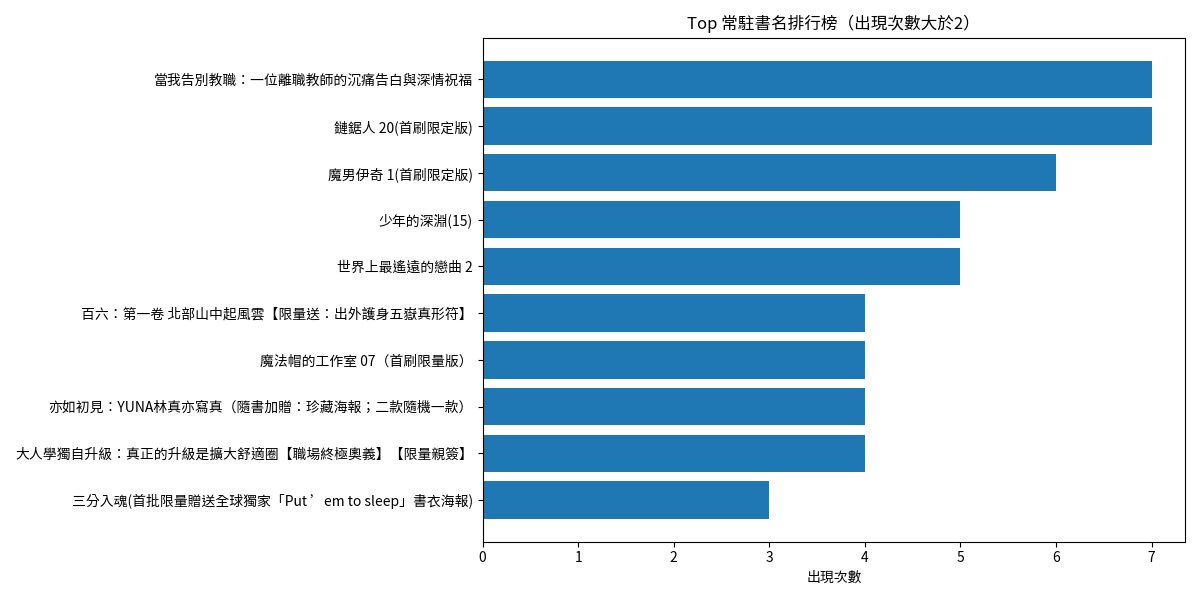 Top 常駐書名排行榜（出現次數大於2）
當我告別教職：一位離職教師的沉痛告白與深情祝福
鏈鋸人 20(首刷限定版)
魔男伊奇 1(首刷限定版)
少年的深淵(15)
世界上最遙遠的戀曲 2
百六：第一卷 北部山中起風雲【限量送：出外護身五嶽真形符】
魔法帽的工作室 07（首刷限量版）
亦如初見：YUNA林真亦寫真（隨書加贈：珍藏海報；二款隨機一款）
大人學獨自升級：真正的升級是擴大舒適圈【職場終極奧義】【限量親簽】
三分入魂(首批限量贈送全球獨家「Put’em to sleep」書衣海報)
0 1 2 3 4 5 6 7
出現次數